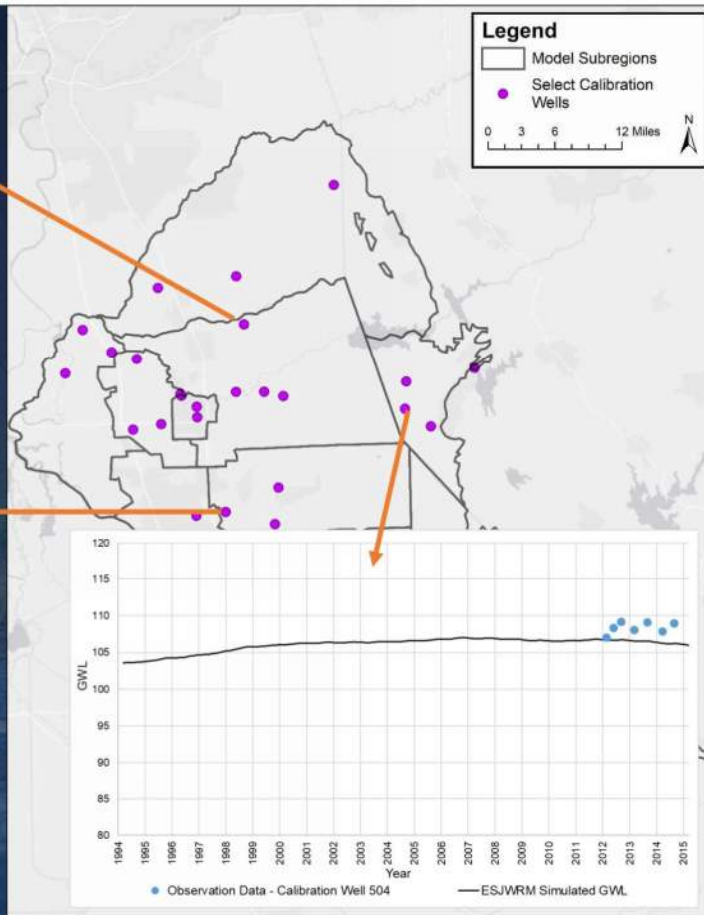 Legend
Model Subregions
Select Calibration
Wells
0 3 6 12 Miles
N
120
115
110
105
100
95
90
85
80
GWL
1994 1995 1996 1997 1998 1999 2000 2001 2002 2003 2004 2005 2006 2007 2008 2009 2010 2011 2012 2013 2014 2015
Year
Observation Data - Calibration Well 504 ESJWRM Simulated GWL